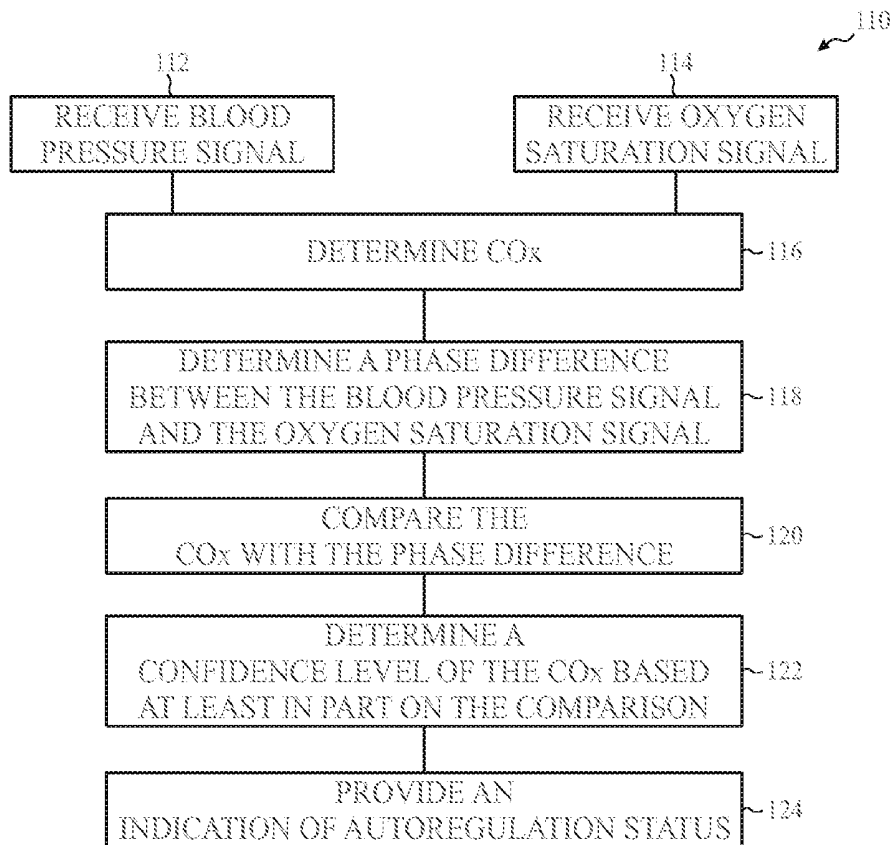 110
112
114
RECEIVE BLOOD
PRESSURE SIGNAL
RECEIVE OXYGEN
SATURATION SIGNAL
DETERMINE COx
116
DETERMINE A PHASE DIFFERENCE
BETWEEN THE BLOOD PRESSURE SIGNAL
AND THE OXYGEN SATURATION SIGNAL
118
COMPARE THE
COx WITH THE PHASE DIFFERENCE
120
DETERMINE A
CONFIDENCE LEVEL OF THE COx BASED
AT LEAST IN PART ON THE COMPARISON
122
PROVIDE AN
INDICATION OF AUTOREGULATION STATUS
124